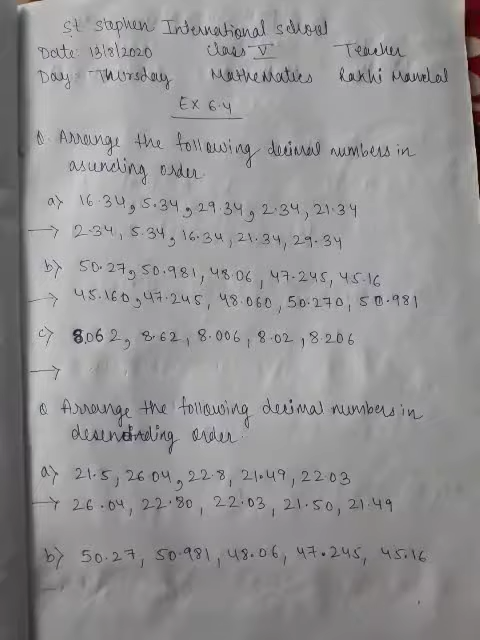 St Stephen International School
Date: 13/8/2020 Class V Teacher
Day: Thursday Mathematics Rakhi Mandal
Ex 6.4
Q. Arrange the following decimal numbers in
ascending order.
a) 16.34, 5.34, 29.34, 2.34, 21.34
→ 2.34, 5.34, 16.34, 21.34, 29.34
b) 50.27, 50.981, 48.06, 47.245, 45.16
→ 45.160, 47.245, 48.060, 50.270, 50.981
c) 8.062, 8.62, 8.006, 8.02, 8.206
→
Q Arrange the following decimal numbers in
descending order.
a) 21.5, 26.04, 22.8, 21.49, 22.03
→ 26.04, 22.80, 22.03, 21.50, 21.49
b) 50.27, 50.981, 48.06, 47.245, 45.16